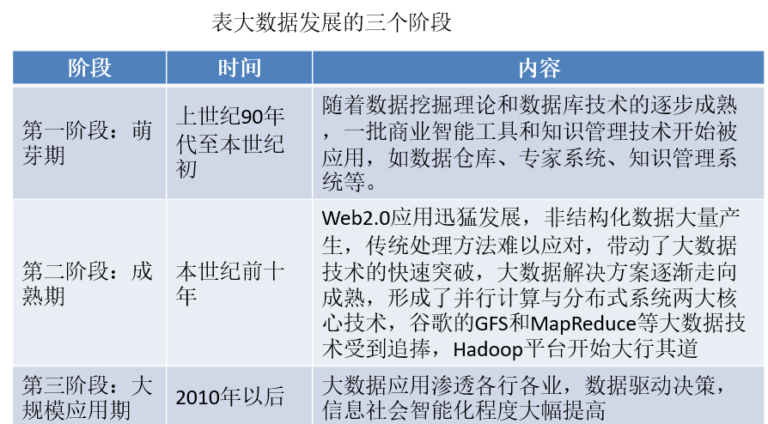 表大数据发展的三个阶段
阶段 时间 内容
第一阶段：萌
芽期
上世纪90年
代至本世纪
初
随着数据挖掘理论和数据库技术的逐步成熟
，一批商业智能工具和知识管理技术开始被
应用，如数据仓库、专家系统、知识管理系
统等。
第二阶段：成
熟期
本世纪前十
年
Web2.0应用迅猛发展，非结构化数据大量产
生，传统处理方法难以应对，带动了大数据
技术的快速突破，大数据解决方案逐渐走向
成熟，形成了并行计算与分布式系统两大核
心技术，谷歌的GFS和MapReduce等大数据技
术受到追捧，Hadoop平台开始大行其道
第三阶段：大
规模应用期
2010年以后
大数据应用渗透各行各业，数据驱动决策，
信息社会智能化程度大幅提高